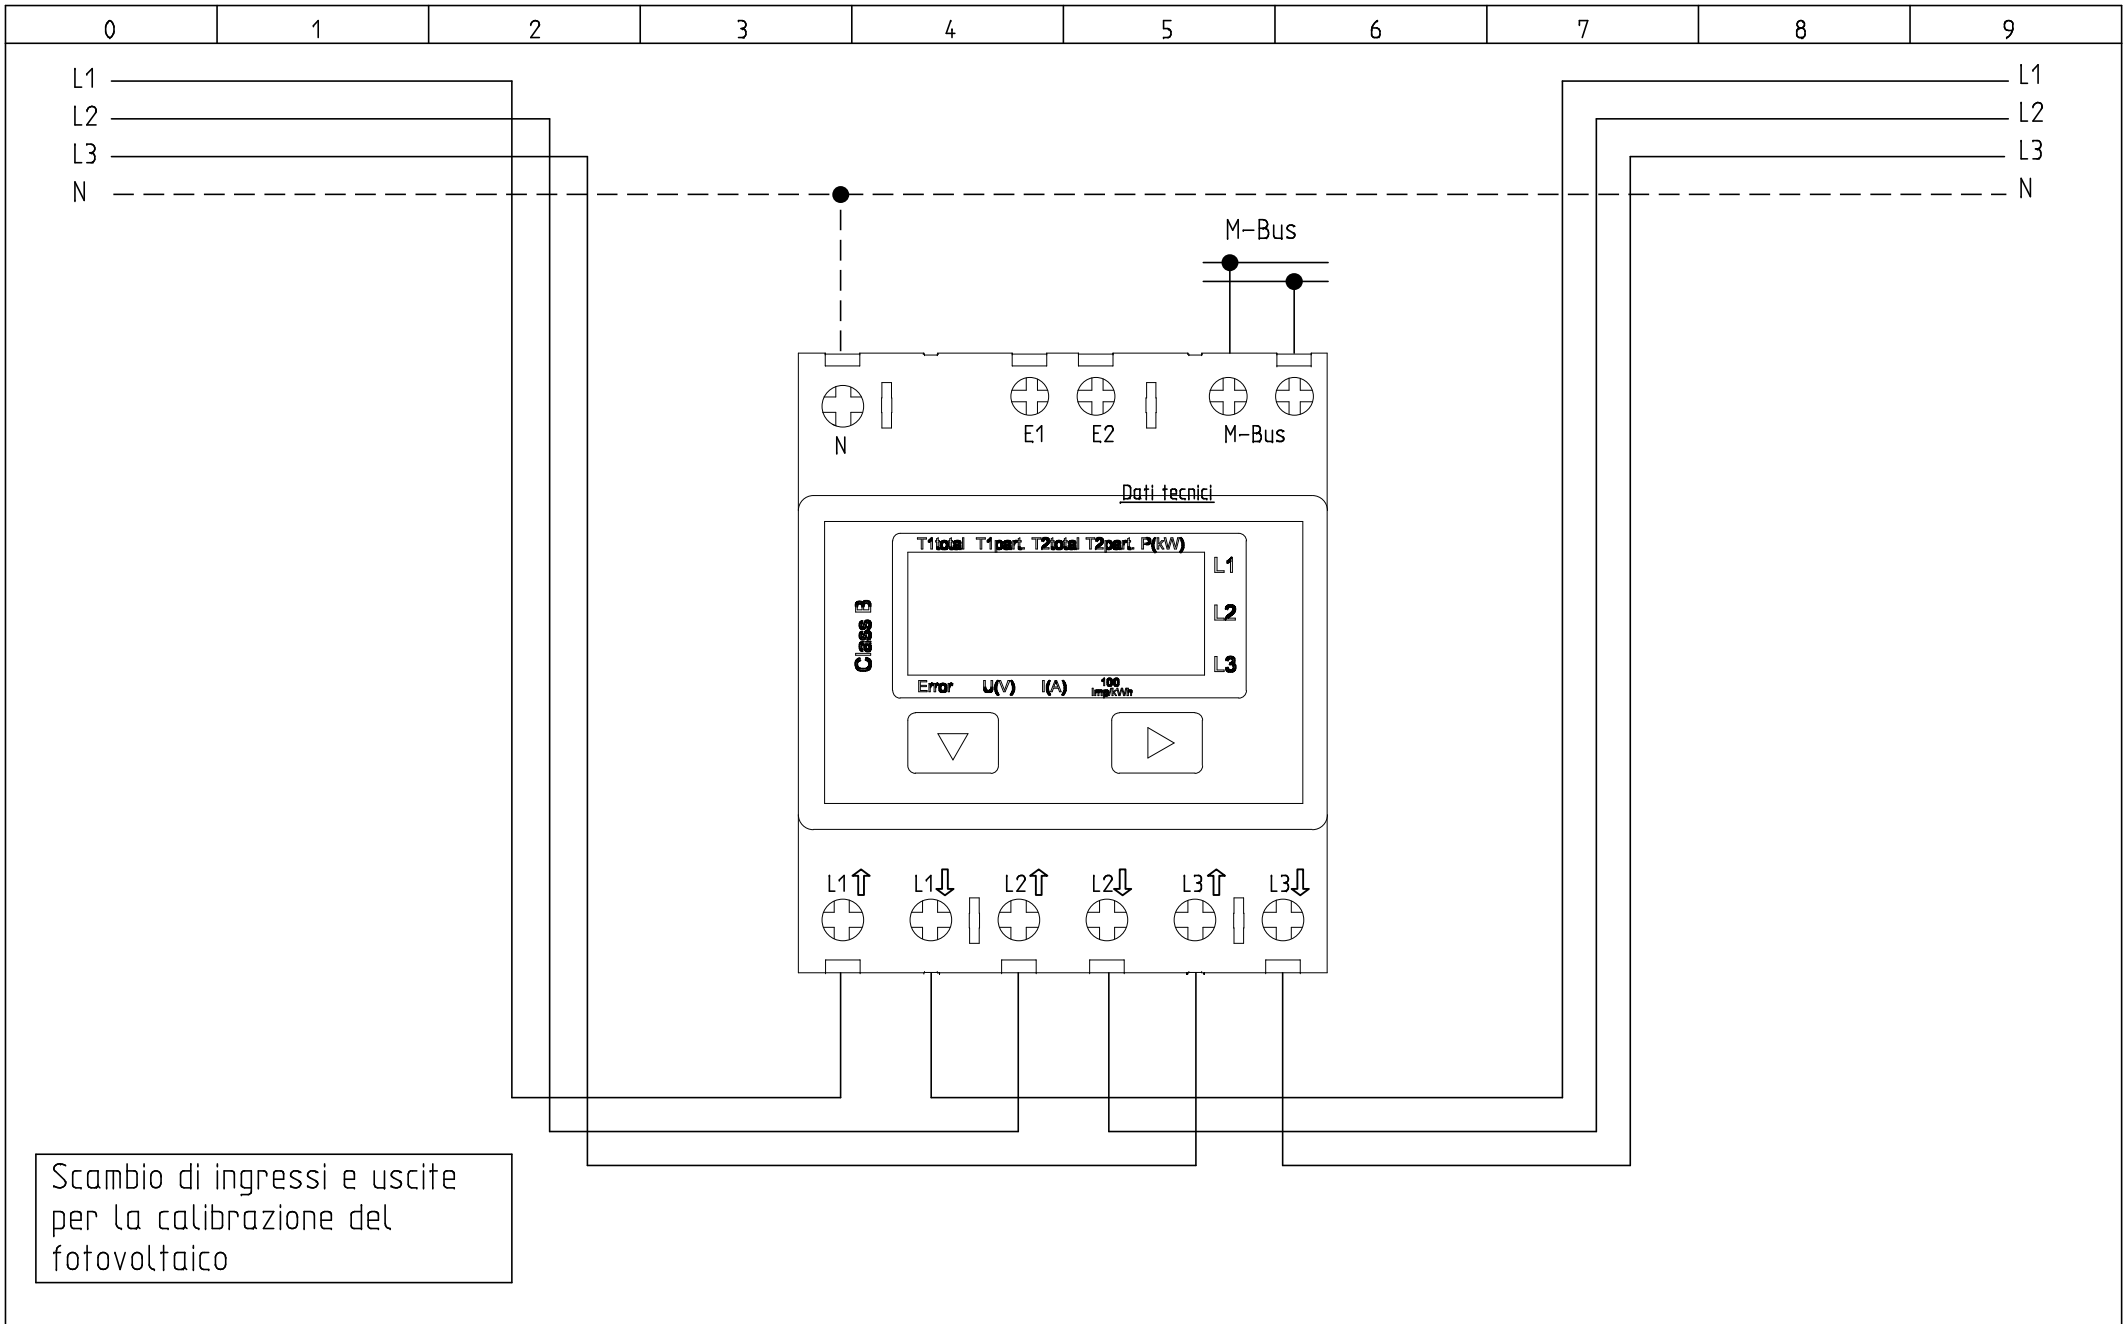 0 1 2 3 4 5 6 7 8 9
L1 L1
L2 L2
L3 L3
N N
M-Bus
N E1 E2 M-Bus
Dati tecnici
T1total T1part. T2total T2part. P(kW)
L1
L2
L3
Class B
Error U(V) I(A) 100
Imp/kWh
L1⇧ L1⇩ L2⇧ L2⇩ L3⇧ L3⇩
Scambio di ingressi e uscite
per la calibrazione del
fotovoltaico